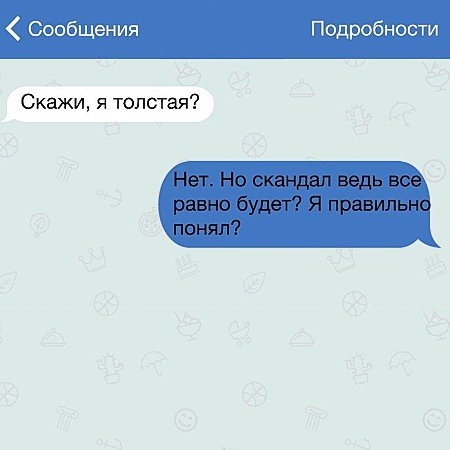 Сообщения
Подробности
Скажи, я толстая?
Нет. Но скандал ведь все
равно будет? Я правильно
понял?